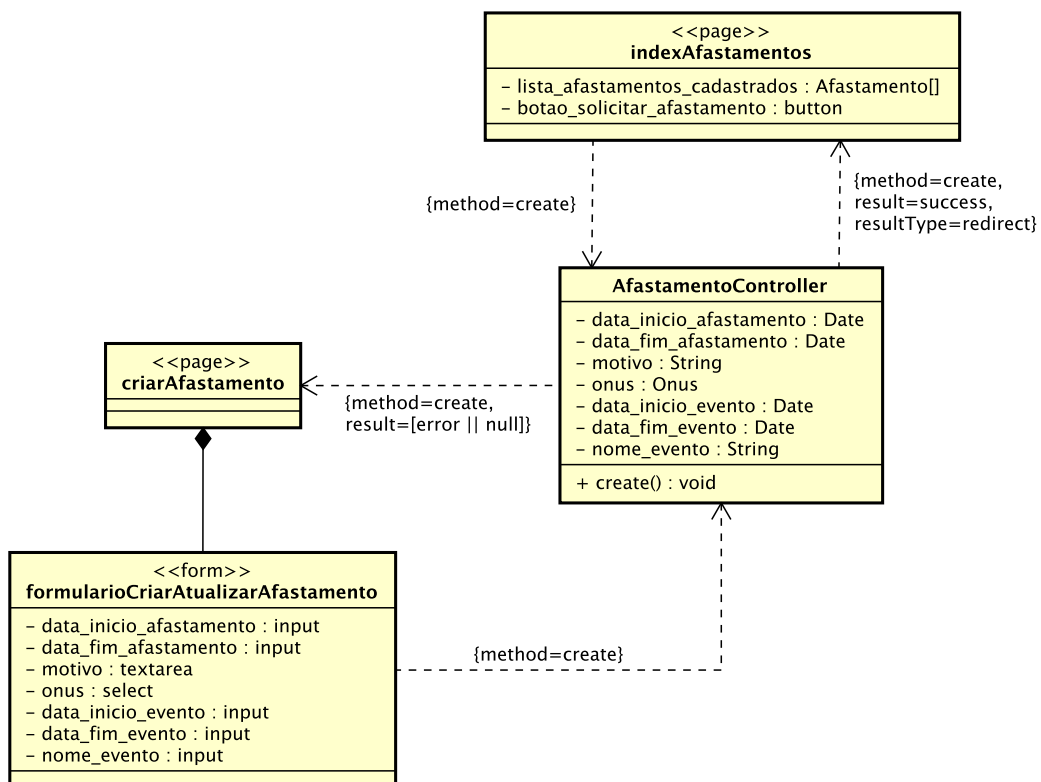 <<page>>
indexAfastamentos
- lista_afastamentos_cadastrados : Afastamento[]
- botao_solicitar_afastamento : button
{method=create}
{method=create,
result=success,
resultType=redirect}
AfastamentoController
- data_inicio_afastamento : Date
- data_fim_afastamento : Date
- motivo : String
- onus : Onus
- data_inicio_evento : Date
- data_fim_evento : Date
- nome_evento : String
+ create() : void
<<page>>
criarAfastamento
{method=create,
result=[error || null]}
<<form>>
formularioCriarAtualizarAfastamento
- data_inicio_afastamento : input
- data_fim_afastamento : input
- motivo : textarea
- onus : select
- data_inicio_evento : input
- data_fim_evento : input
- nome_evento : input
{method=create}